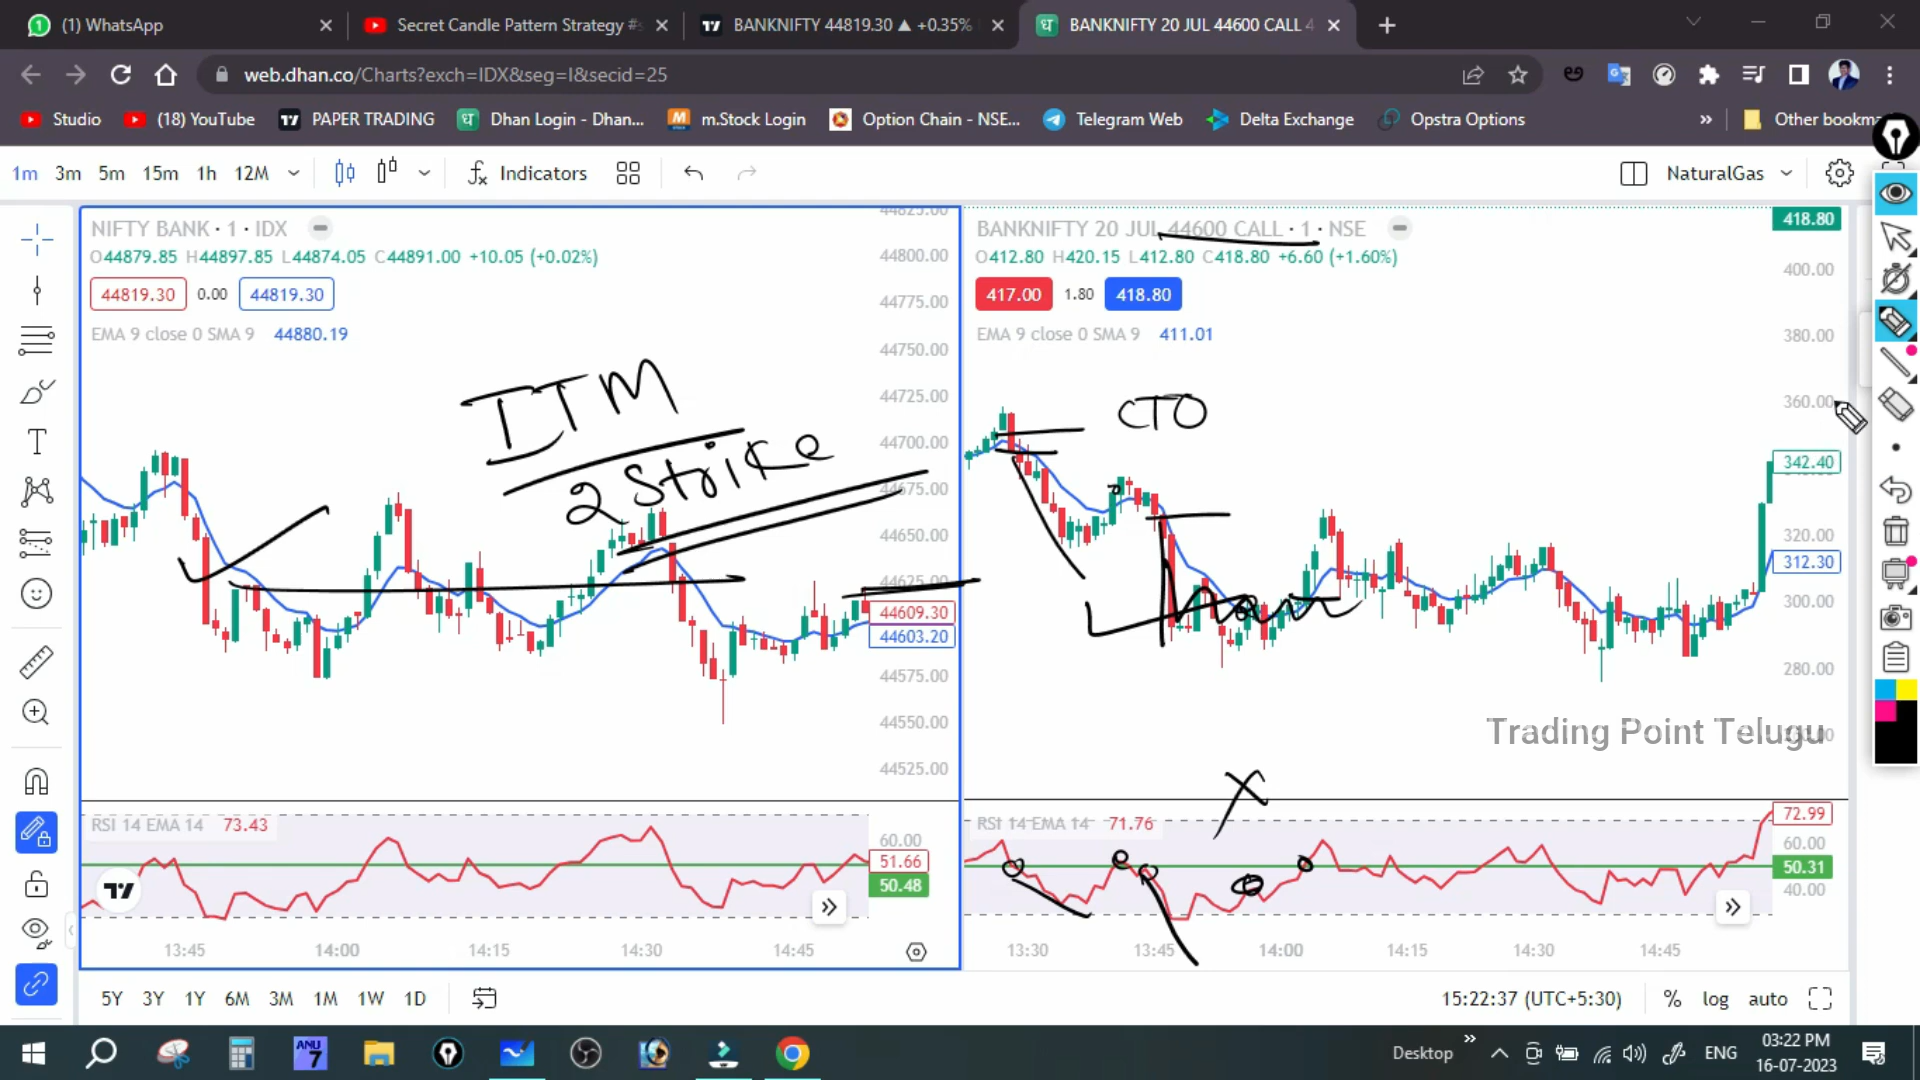 (1) WhatsApp
Secret Candle Pattern Strategy #s
BANKNIFTY 44819.30 ▲ +0.35%
BANKNIFTY 20 JUL 44600 CALL 4
web.dhan.co/Charts?exch=IDX&seg=I&secid=25
Studio
(18) YouTube
PAPER TRADING
Dhan Login - Dhan...
m.Stock Login
Option Chain - NSE...
Telegram Web
Delta Exchange
Opstra Options
»
Other bookma
1m 3m 5m 15m 1h 12M
Indicators
NaturalGas
NIFTY BANK · 1 · IDX
O44879.85 H44897.85 L44874.05 C44891.00 +10.05 (+0.02%)
44819.30 0.00 44819.30
EMA 9 close 0 SMA 9 44880.19
44825.00
44800.00
44775.00
44750.00
44725.00
44700.00
44675.00
44650.00
44625.00
44609.30
44603.20
44575.00
44550.00
44525.00
ITM
2 Strike
RSI 14 EMA 14 73.43
60.00
51.66
50.48
13:45 14:00 14:15 14:30 14:45
BANKNIFTY 20 JUL 44600 CALL · 1 · NSE
O412.80 H420.15 L412.80 C418.80 +6.60 (+1.60%)
417.00 1.80 418.80
EMA 9 close 0 SMA 9 411.01
418.80
400.00
380.00
360.00
342.40
320.00
312.30
300.00
280.00
CTO
Trading Point Telugu
X
RSI 14 EMA 14 71.76
72.99
60.00
50.31
40.00
13:30 13:45 14:00 14:15 14:30 14:45
5Y 3Y 1Y 6M 3M 1M 1W 1D
15:22:37 (UTC+5:30) % log auto
ANU
7
Desktop
»
ENG
03:22 PM
16-07-2023